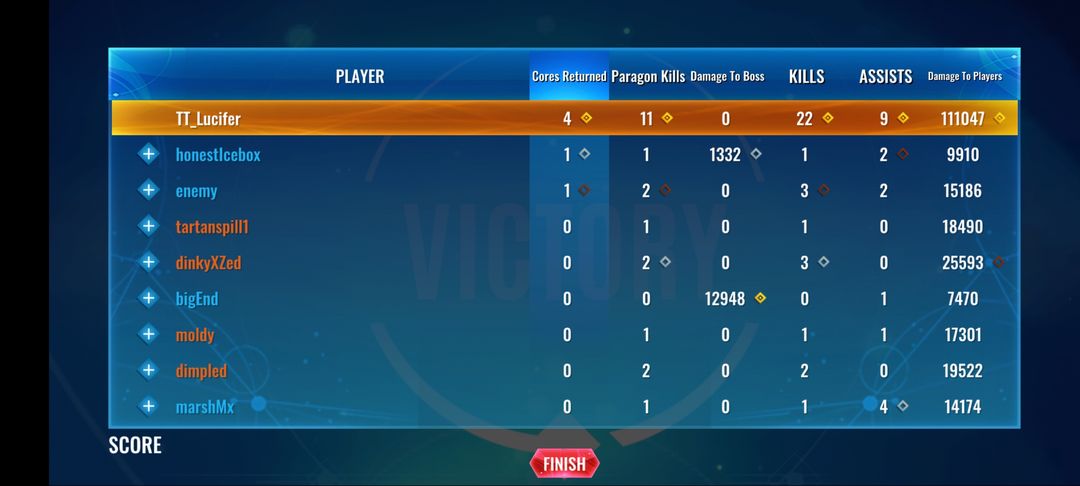 PLAYER Cores Returned Paragon Kills Damage To Boss KILLS ASSISTS Damage To Players
TT_Lucifer 4 11 0 22 9 111047
honestIcebox 1 1 1332 1 2 9910
enemy 1 2 0 3 2 15186
tartanspill1 0 1 0 1 0 18490
dinkyXZed 0 2 0 3 0 25593
VICTORY
bigEnd 0 0 12948 0 1 7470
moldy 0 1 0 1 1 17301
dimpled 0 2 0 2 0 19522
marshMx 0 1 0 1 4 14174
SCORE
FINISH